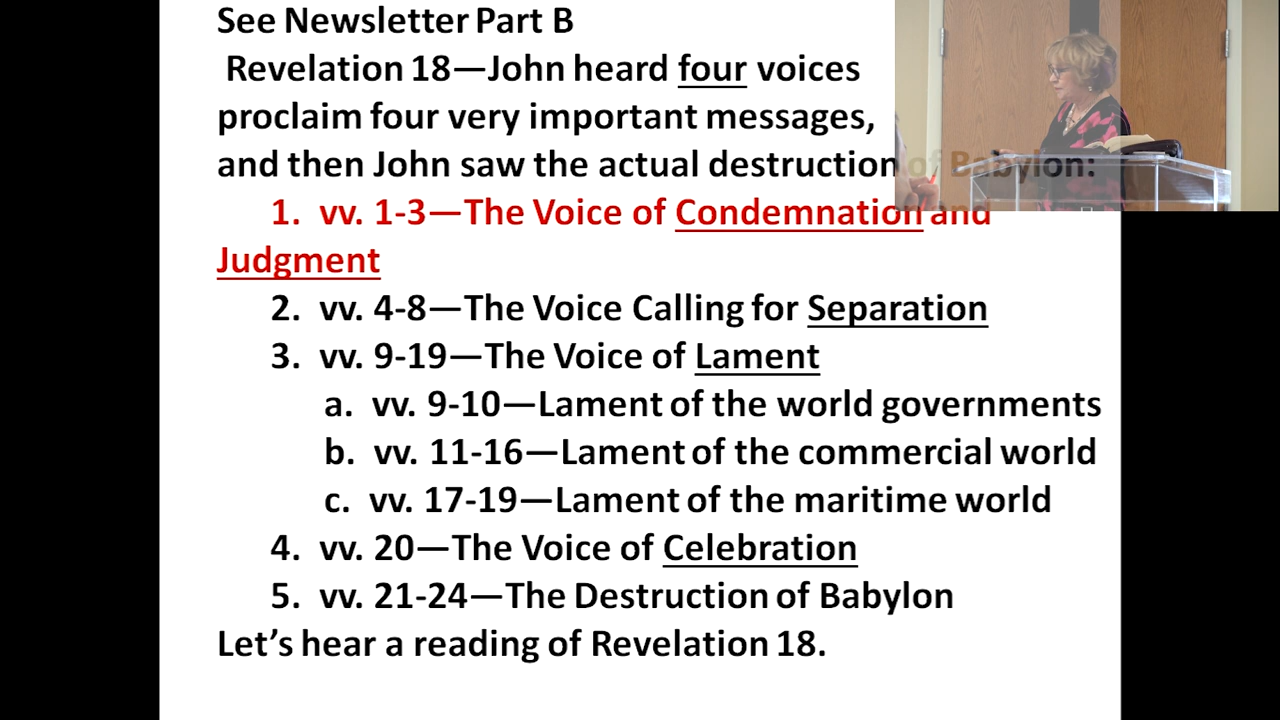 See Newsletter Part B
Revelation 18—John heard four voices
proclaim four very important messages,
and then John saw the actual destruction of Babylon:
1. vv. 1-3—The Voice of Condemnation and
Judgment
2. vv. 4-8—The Voice Calling for Separation
3. vv. 9-19—The Voice of Lament
a. vv. 9-10—Lament of the world governments
b. vv. 11-16—Lament of the commercial world
c. vv. 17-19—Lament of the maritime world
4. vv. 20—The Voice of Celebration
5. vv. 21-24—The Destruction of Babylon
Let's hear a reading of Revelation 18.